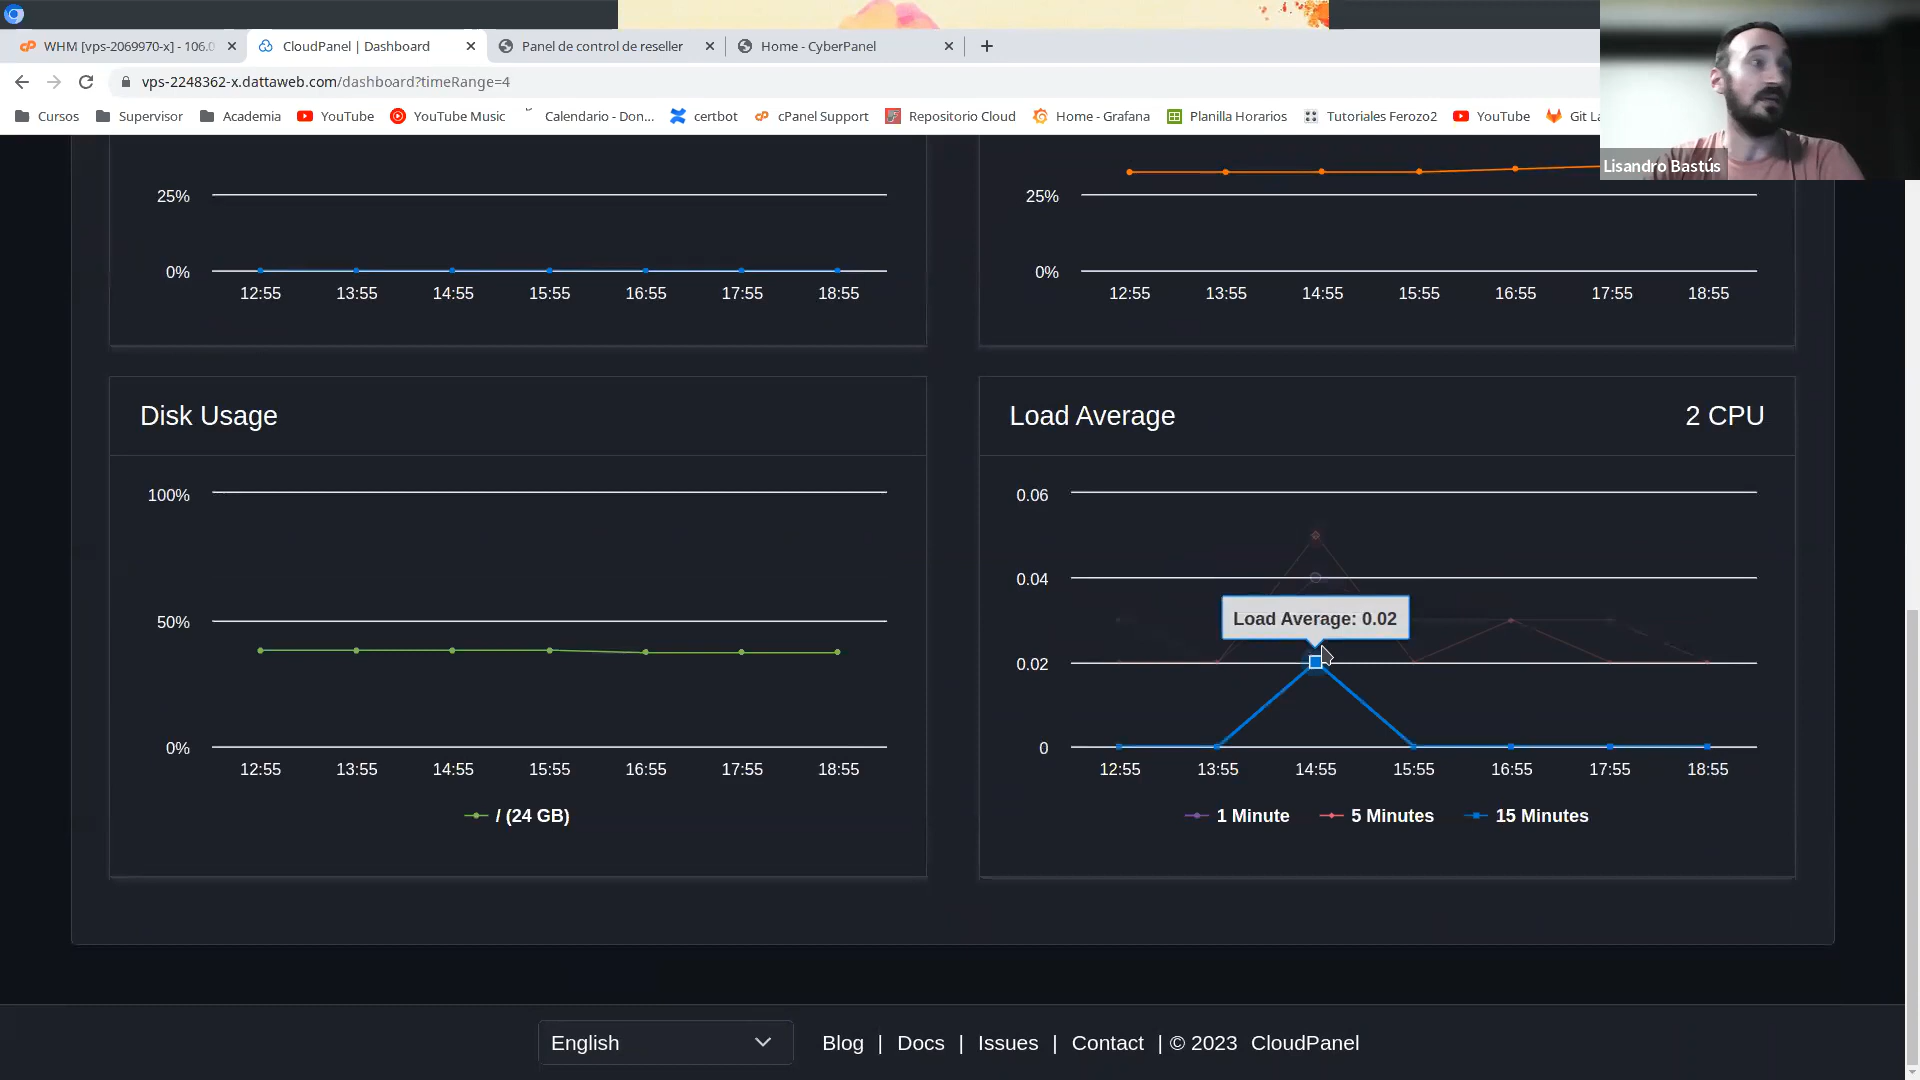 WHM [vps-2069970-x] - 106.0
CloudPanel | Dashboard
Panel de control de reseller
Home - CyberPanel
vps-2248362-x.dattaweb.com/dashboard?timeRange=4
Cursos
Supervisor
Academia
YouTube
YouTube Music
Calendario - Don...
certbot
cPanel Support
Repositorio Cloud
Home - Grafana
Planilla Horarios
Tutoriales Ferozo2
YouTube
Git La
Lisandro Bastús
25%
0%
12:55 13:55 14:55 15:55 16:55 17:55 18:55
25%
0%
12:55 13:55 14:55 15:55 16:55 17:55 18:55
Disk Usage
100%
50%
0%
12:55 13:55 14:55 15:55 16:55 17:55 18:55
/ (24 GB)
Load Average
2 CPU
0.06
0.04
Load Average: 0.02
0.02
0
12:55 13:55 14:55 15:55 16:55 17:55 18:55
1 Minute 5 Minutes 15 Minutes
English
Blog | Docs | Issues | Contact | © 2023 CloudPanel